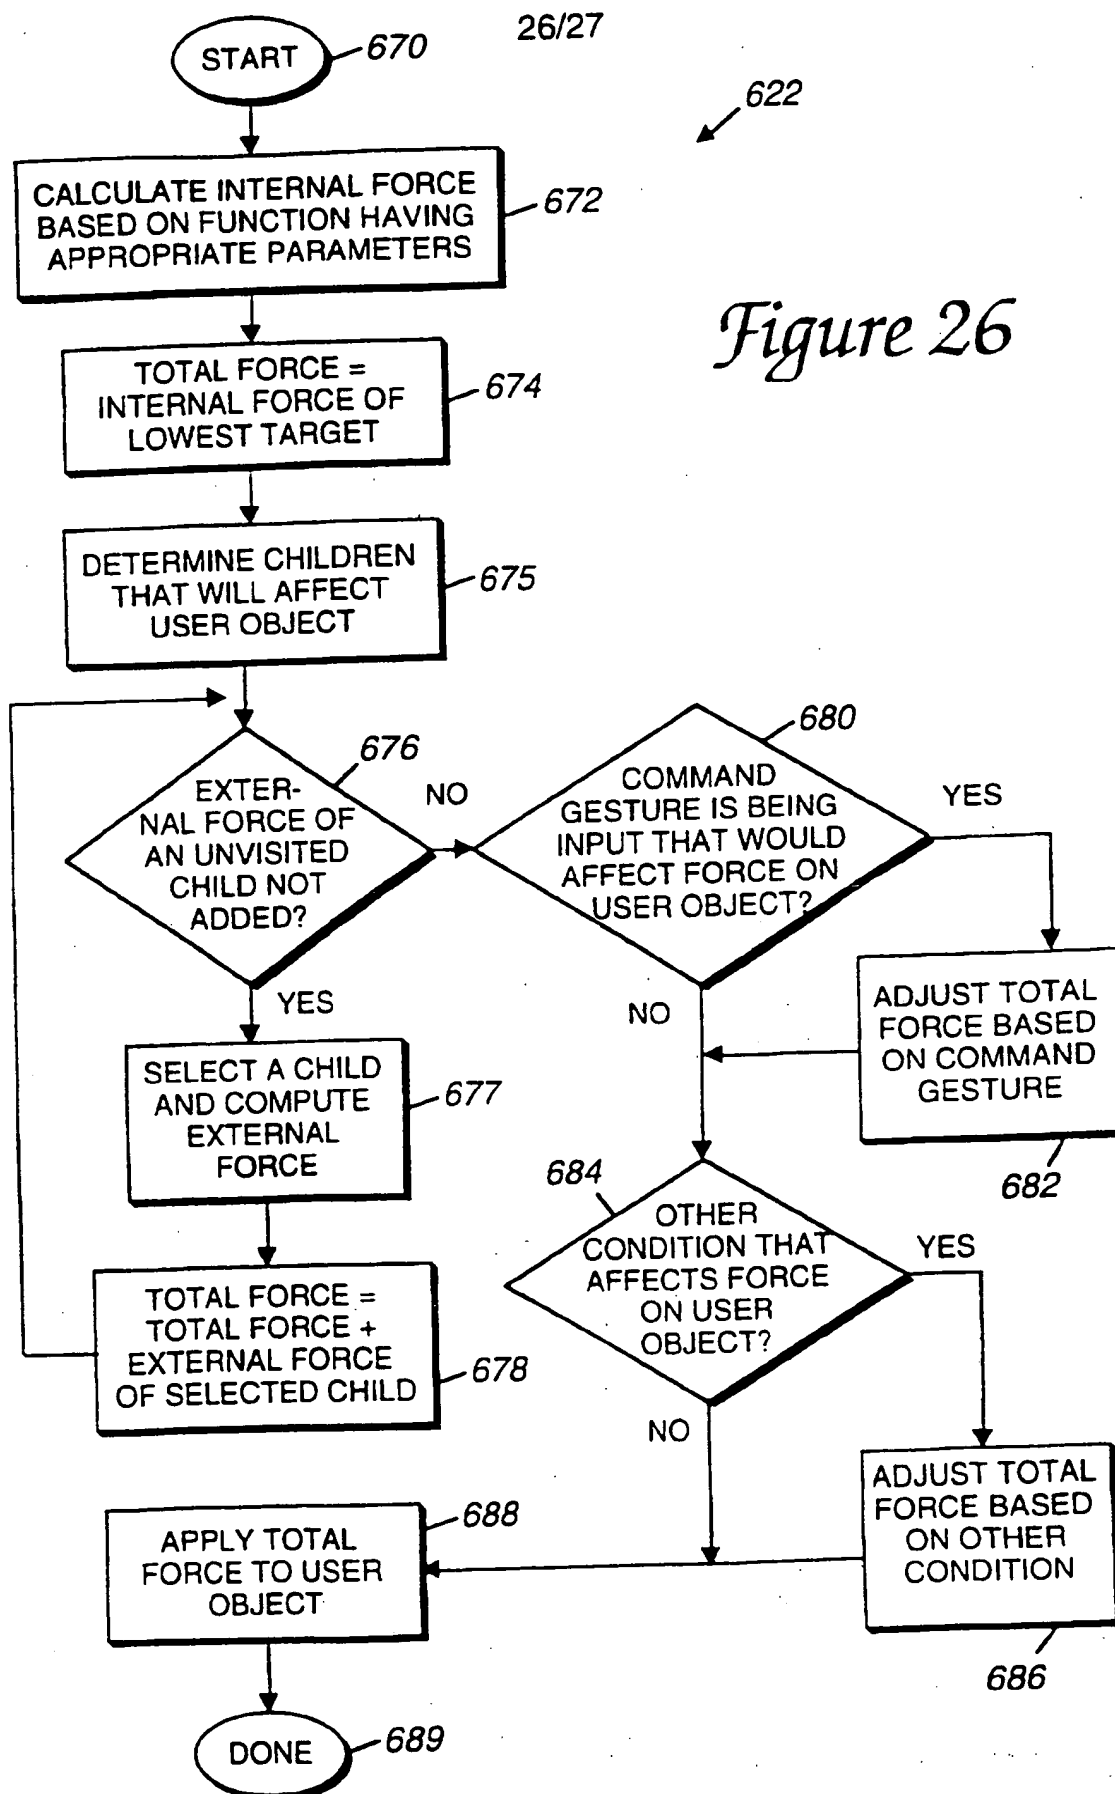 26/27
START
670
622
CALCULATE INTERNAL FORCE
BASED ON FUNCTION HAVING
APPROPRIATE PARAMETERS
672
Figure 26
TOTAL FORCE =
INTERNAL FORCE OF
LOWEST TARGET
674
DETERMINE CHILDREN
THAT WILL AFFECT
USER OBJECT
675
EXTER-
NAL FORCE OF
AN UNVISITED
CHILD NOT
ADDED?
676
NO
YES
COMMAND
GESTURE IS BEING
INPUT THAT WOULD
AFFECT FORCE ON
USER OBJECT?
680
YES
NO
ADJUST TOTAL
FORCE BASED
ON COMMAND
GESTURE
682
SELECT A CHILD
AND COMPUTE
EXTERNAL
FORCE
677
TOTAL FORCE =
TOTAL FORCE +
EXTERNAL FORCE
OF SELECTED CHILD
678
684
OTHER
CONDITION THAT
AFFECTS FORCE
ON USER
OBJECT?
YES
NO
ADJUST TOTAL
FORCE BASED
ON OTHER
CONDITION
686
APPLY TOTAL
FORCE TO USER
OBJECT
688
DONE
689